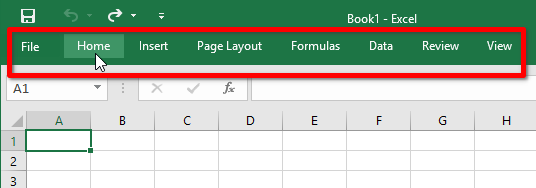 Book1 - Excel
File Home Insert Page Layout Formulas Data Review View
A1 fx
A B C D E F G H
1
2
3